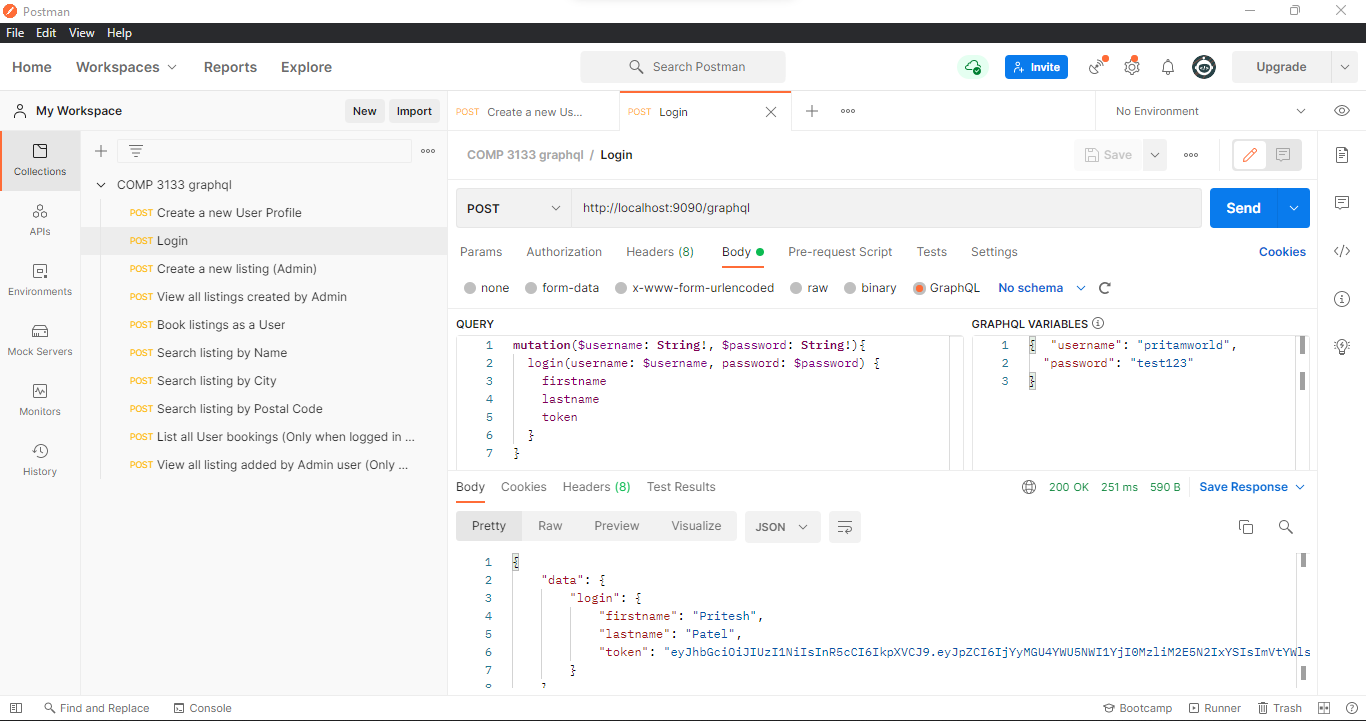 Postman
File Edit View Help
Home Workspaces Reports Explore Search Postman Invite Upgrade
My Workspace New Import
POST Create a new Us... POST Login No Environment
Collections
APIs
Environments
Mock Servers
Monitors
History
COMP 3133 graphql
POST Create a new User Profile
POST Login
POST Create a new listing (Admin)
POST View all listings created by Admin
POST Book listings as a User
POST Search listing by Name
POST Search listing by City
POST Search listing by Postal Code
POST List all User bookings (Only when logged in ...
POST View all listing added by Admin user (Only ...
COMP 3133 graphql / Login Save
POST http://localhost:9090/graphql Send
Params Authorization Headers (8) Body Pre-request Script Tests Settings Cookies
none form-data x-www-form-urlencoded raw binary GraphQL No schema
QUERY
1 mutation($username: String!, $password: String!){
2 login(username: $username, password: $password) {
3 firstname
4 lastname
5 token
6 }
7 }
GRAPHQL VARIABLES
1 { "username": "pritamworld",
2 "password": "test123"
3 }
Body Cookies Headers (8) Test Results 200 OK 251 ms 590 B Save Response
Pretty Raw Preview Visualize JSON
1 {
2 "data": {
3 "login": {
4 "firstname": "Pritesh",
5 "lastname": "Patel",
6 "token": "eyJhbGciOiJIUzI1NiIsInR5cCI6IkpXVCJ9.eyJpZCI6IjYyMGU4YWU5NWI1YjI0MzliM2E5N2IxYSIsImVtYWls
7 }
Find and Replace Console Bootcamp Runner Trash